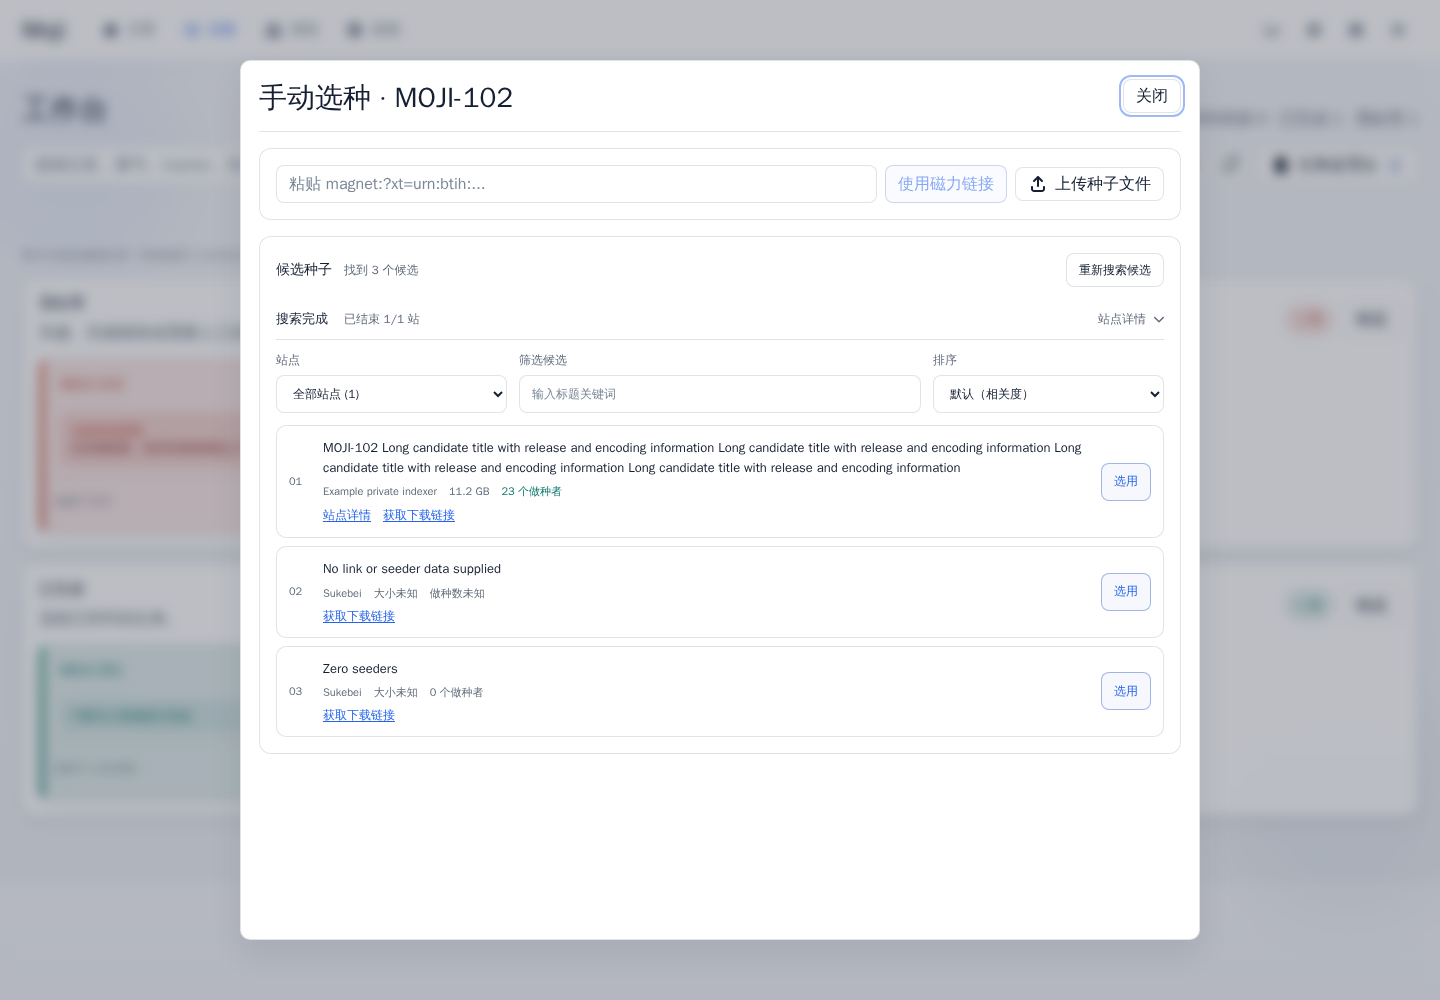 工作台
手动选种 · MOJI-102
关闭
粘贴 magnet:?xt=urn:btih:...
使用磁力链接
上传种子文件
候选种子 找到 3 个候选
重新搜索候选
搜索完成 已结束 1/1 站
站点详情
站点
筛选候选
排序
全部站点 (1)
输入标题关键词
默认（相关度）
01
MOJI-102 Long candidate title with release and encoding information Long candidate title with release and encoding information Long
candidate title with release and encoding information Long candidate title with release and encoding information
Example private indexer 11.2 GB 23 个做种者
站点详情 获取下载链接
选用
02
No link or seeder data supplied
Sukebei 大小未知 做种数未知
获取下载链接
选用
03
Zero seeders
Sukebei 大小未知 0 个做种者
获取下载链接
选用